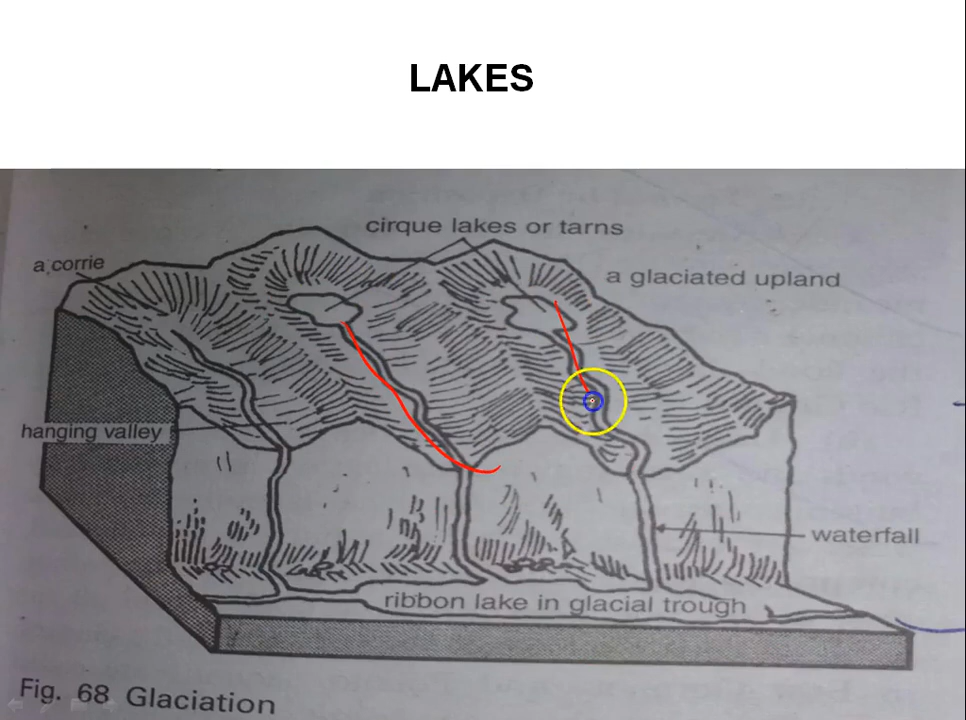 LAKES
cirque lakes or tarns
a corrie
a glaciated upland
hanging valley
waterfall
ribbon lake in glacial trough
Fig. 68 Glaciation